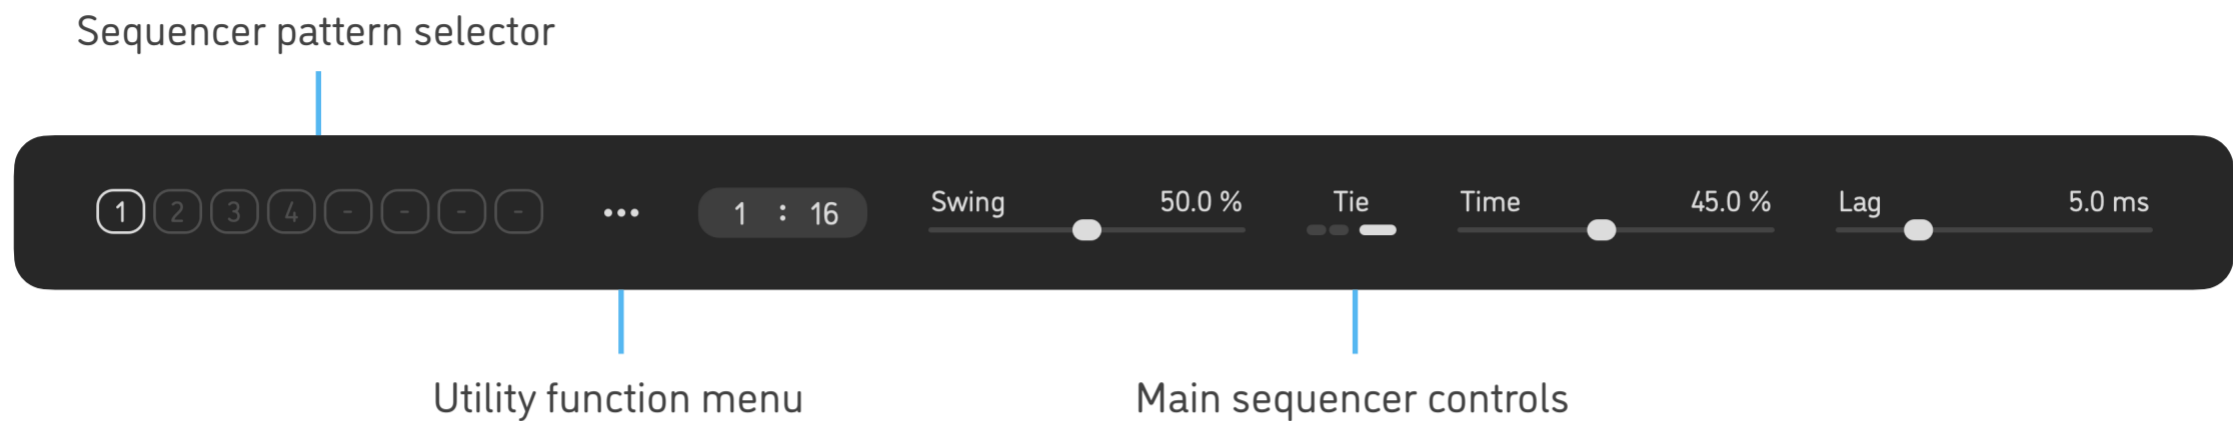 Sequencer pattern selector
1 2 3 4 - - - - ••• 1 : 16 Swing 50.0 % Tie Time 45.0 % Lag 5.0 ms
Utility function menu Main sequencer controls